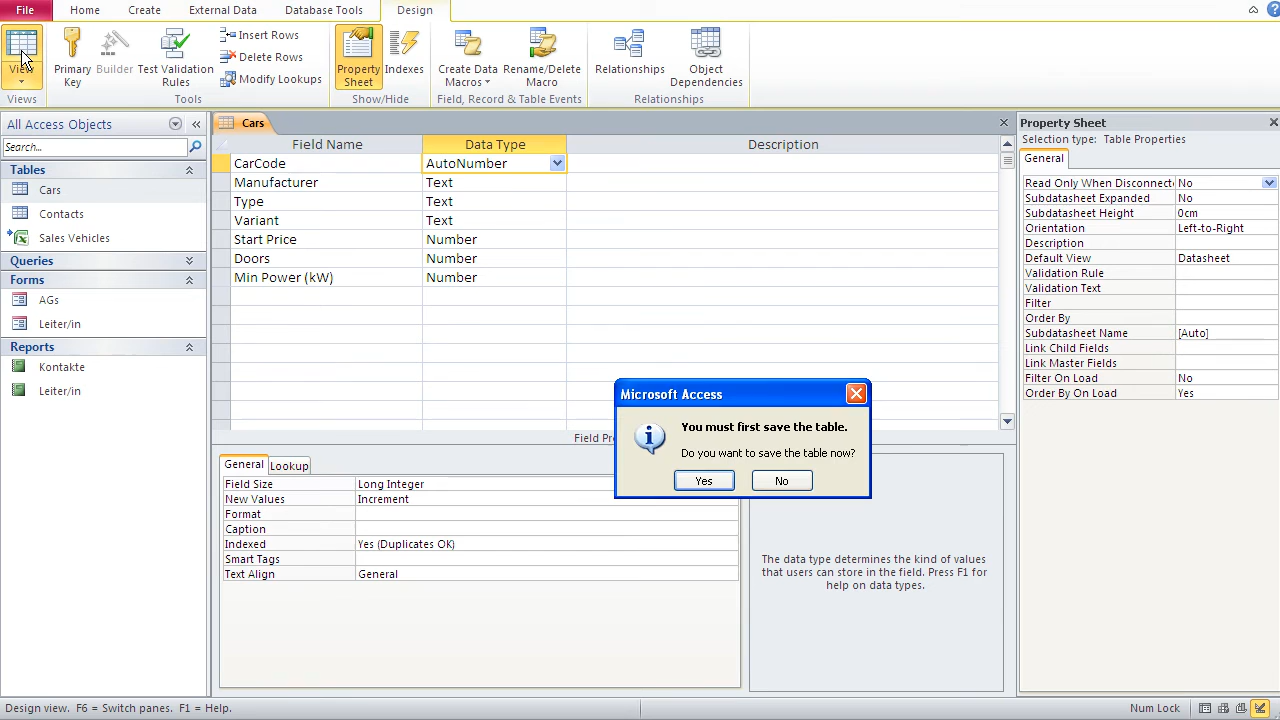 File Home Create External Data Database Tools Design
View
Primary Key
Builder
Test Validation Rules
Insert Rows
Delete Rows
Modify Lookups
Property Sheet
Indexes
Create Data Macros
Rename/Delete Macro
Relationships
Object Dependencies
Views Tools Show/Hide Field, Record & Table Events Relationships
All Access Objects
Search...
Tables
Cars
Contacts
Sales Vehicles
Queries
Forms
AGs
Leiter/in
Reports
Kontakte
Leiter/in
Cars
Field Name Data Type Description
CarCode AutoNumber
Manufacturer Text
Type Text
Variant Text
Start Price Number
Doors Number
Min Power (kW) Number
Microsoft Access
You must first save the table.
Do you want to save the table now?
Yes No
General Lookup
Field Size Long Integer
New Values Increment
Format
Caption
Indexed Yes (Duplicates OK)
Smart Tags
Text Align General
The data type determines the kind of values
that users can store in the field. Press F1 for
help on data types.
Property Sheet
Selection type: Table Properties
General
Read Only When Disconnect No
Subdatasheet Expanded No
Subdatasheet Height 0cm
Orientation Left-to-Right
Description
Default View Datasheet
Validation Rule
Validation Text
Filter
Order By
Subdatasheet Name [Auto]
Link Child Fields
Link Master Fields
Filter On Load No
Order By On Load Yes
Design view. F6 = Switch panes. F1 = Help.
Num Lock